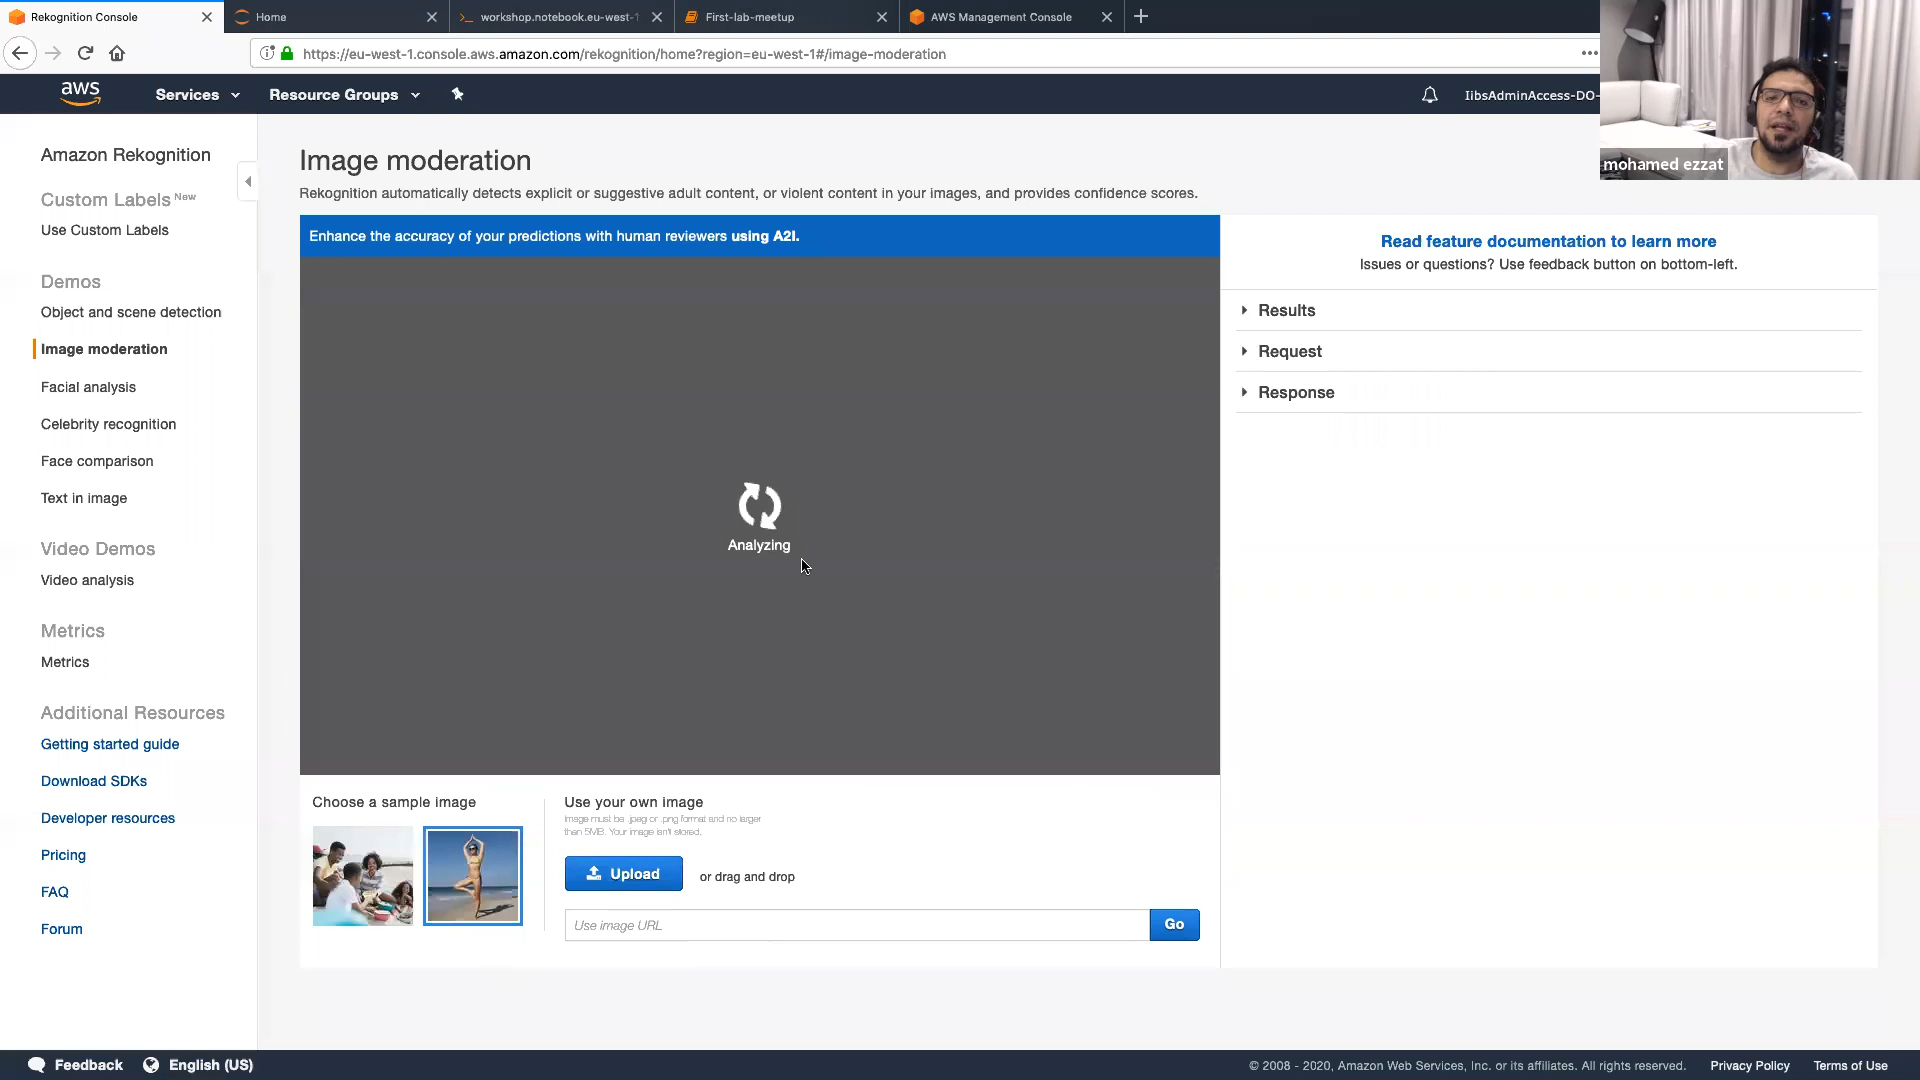 Rekognition Console
Home
workshop.notebook.eu-west-1
First-lab-meetup
AWS Management Console
https://eu-west-1.console.aws.amazon.com/rekognition/home?region=eu-west-1#/image-moderation
aws
Services
Resource Groups
IibsAdminAccess-DO-
mohamed ezzat
Amazon Rekognition
Custom Labels New
Use Custom Labels
Demos
Object and scene detection
Image moderation
Facial analysis
Celebrity recognition
Face comparison
Text in image
Video Demos
Video analysis
Metrics
Metrics
Additional Resources
Getting started guide
Download SDKs
Developer resources
Pricing
FAQ
Forum
Image moderation
Rekognition automatically detects explicit or suggestive adult content, or violent content in your images, and provides confidence scores.
Enhance the accuracy of your predictions with human reviewers using A2I.
Analyzing
Choose a sample image
Use your own image
Image must be .jpeg or .png format and no larger
than 5MB. Your image isn't stored.
Upload
or drag and drop
Use image URL
Go
Read feature documentation to learn more
Issues or questions? Use feedback button on bottom-left.
Results
Request
Response
Feedback
English (US)
© 2008 - 2020, Amazon Web Services, Inc. or its affiliates. All rights reserved.
Privacy Policy
Terms of Use